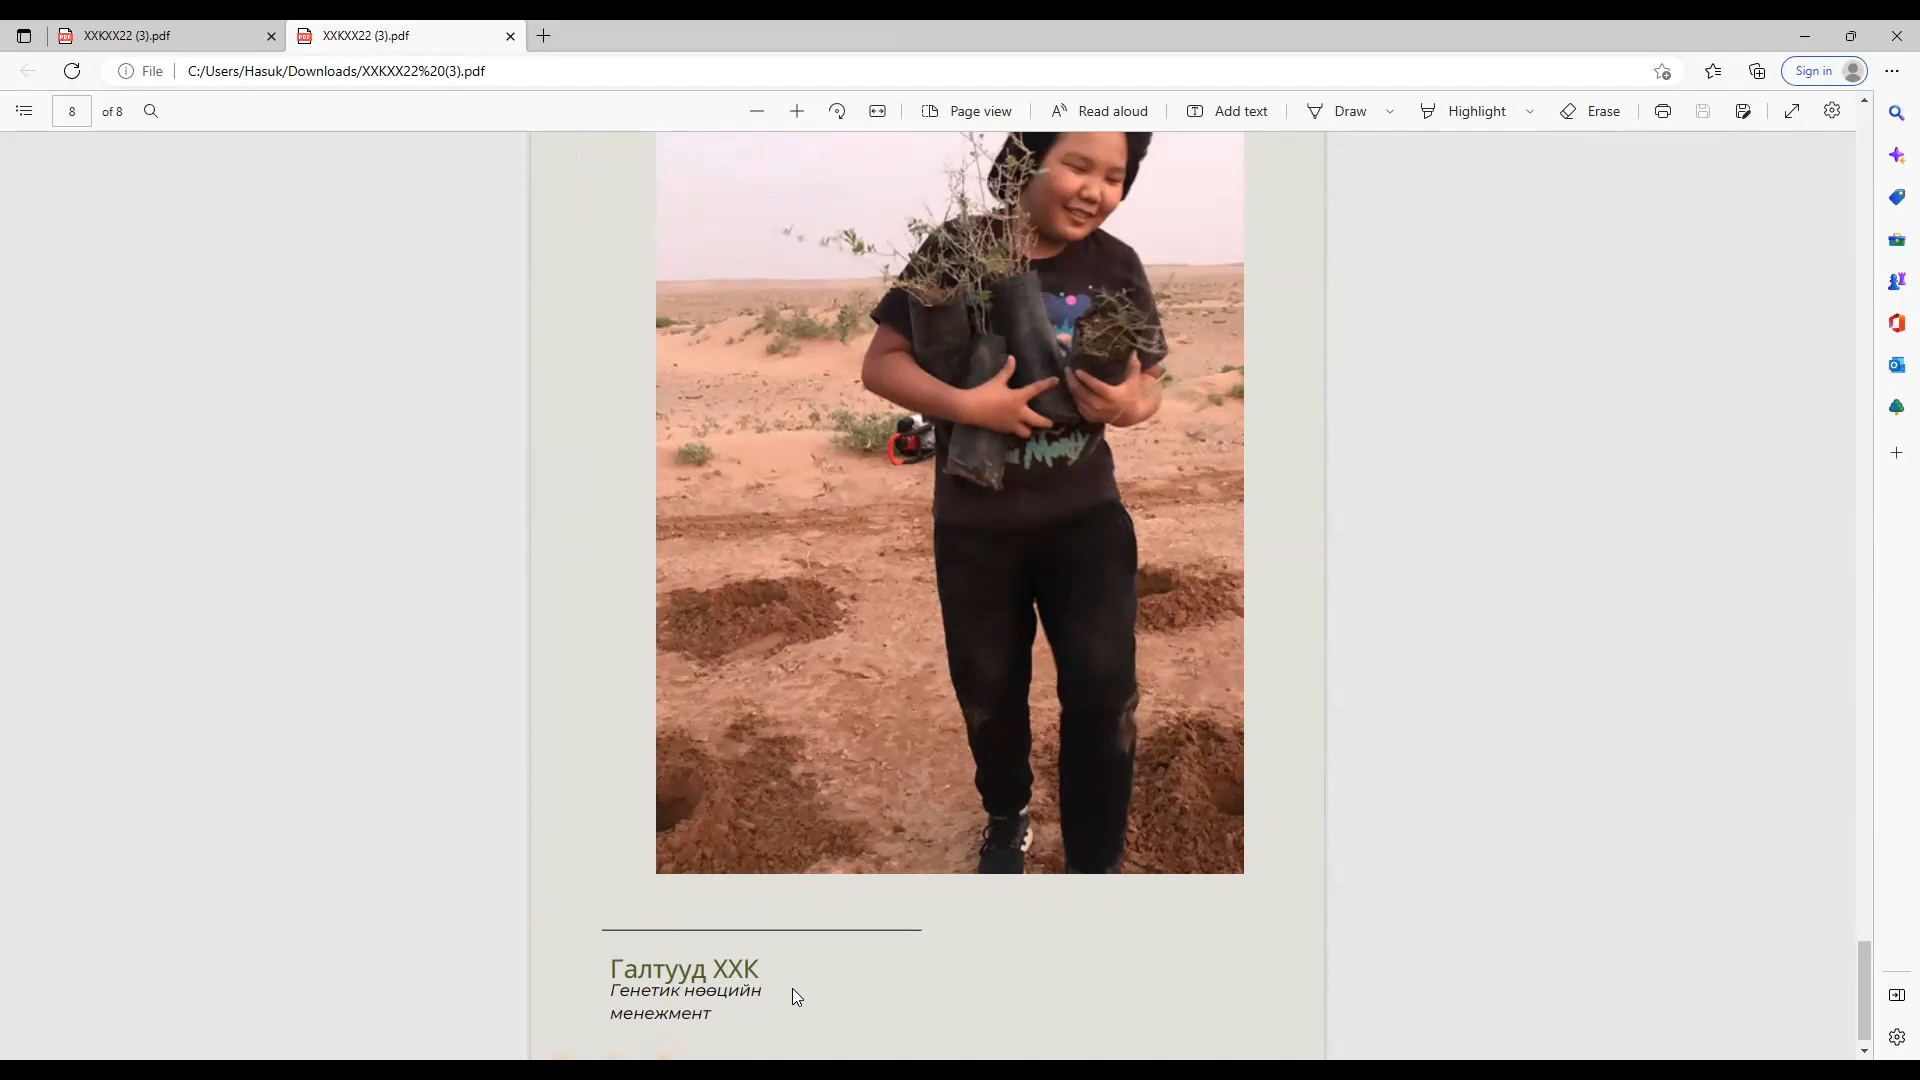 XXKXX22 (3).pdf
XXKXX22 (3).pdf
File
C:/Users/Hasuk/Downloads/XXKXX22%20(3).pdf
Sign in
8
of 8
Page view
Read aloud
Add text
Draw
Highlight
Erase
Галтууд ХХК
Генетик нөөцийн
менежмент